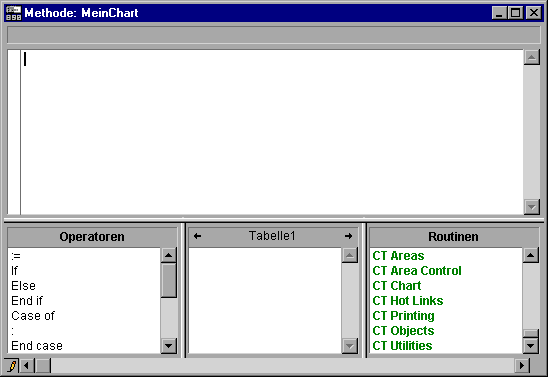 Methode: MeinChart
Operatoren
:=
If
Else
End if
Case of
:
End case
Tabelle1
Routinen
CT Areas
CT Area Control
CT Chart
CT Hot Links
CT Printing
CT Objects
CT Utilities